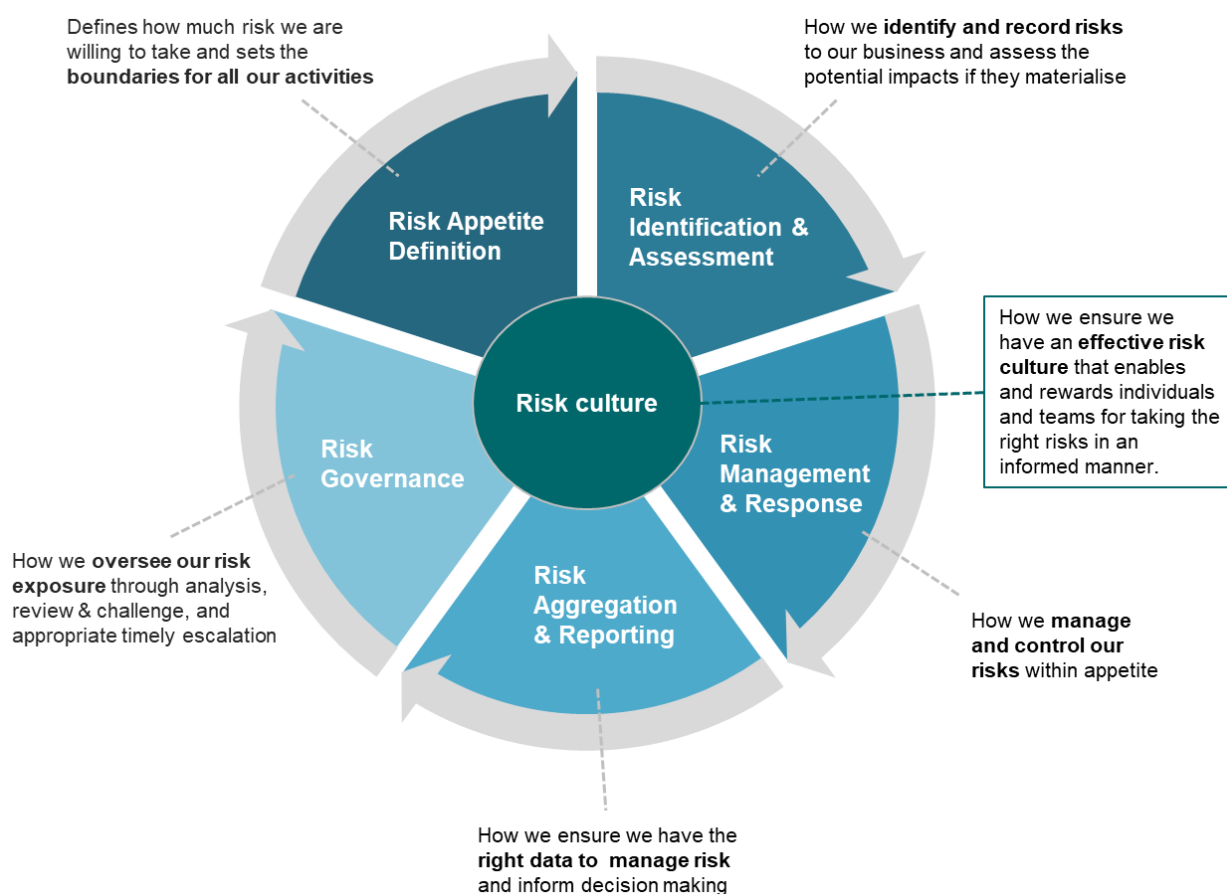 Defines how much risk we are
willing to take and sets the
boundaries for all our activities
How we identify and record risks
to our business and assess the
potential impacts if they materialise
Risk Appetite
Definition
Risk
Identification &
Assessment
How we ensure we
have an effective risk
culture that enables
and rewards individuals
and teams for taking the
right risks in an
informed manner.
Risk culture
Risk
Governance
Risk
Management
& Response
How we oversee our risk
exposure through analysis,
review & challenge, and
appropriate timely escalation
Risk
Aggregation
& Reporting
How we manage
and control our
risks within appetite
How we ensure we have the
right data to manage risk
and inform decision making